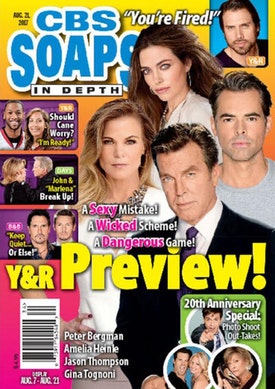 AUG. 21,
2017
"You're Fired!"
CBS
SOAPS
IN DEPTH
Y&R
Y&R
Should
Cane
Worry?
"I'm Ready!"
DAYS
John &
"Marlena"
Break Up!
B&B
"Keep
Quiet...
Or Else!"
A Sexy Mistake!
A Wicked Scheme!
A Dangerous Game!
Y&R Preview!
20th Anniversary
Special:
Photo Shoot
Out-Takes!
Peter Bergman
Amelia Heinle
Jason Thompson
Gina Tognoni
DISPLAY
AUG. 7 - AUG. 21